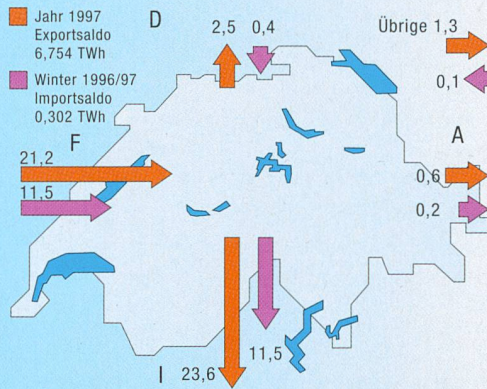 Jahr 1997
Exportsaldo
6,754 TWh
Winter 1996/97
Importsaldo
0,302 TWh
D
2,5
0,4
Übrige 1,3
0,1
F
21,2
11,5
A
0,6
0,2
11,5
I
23,6